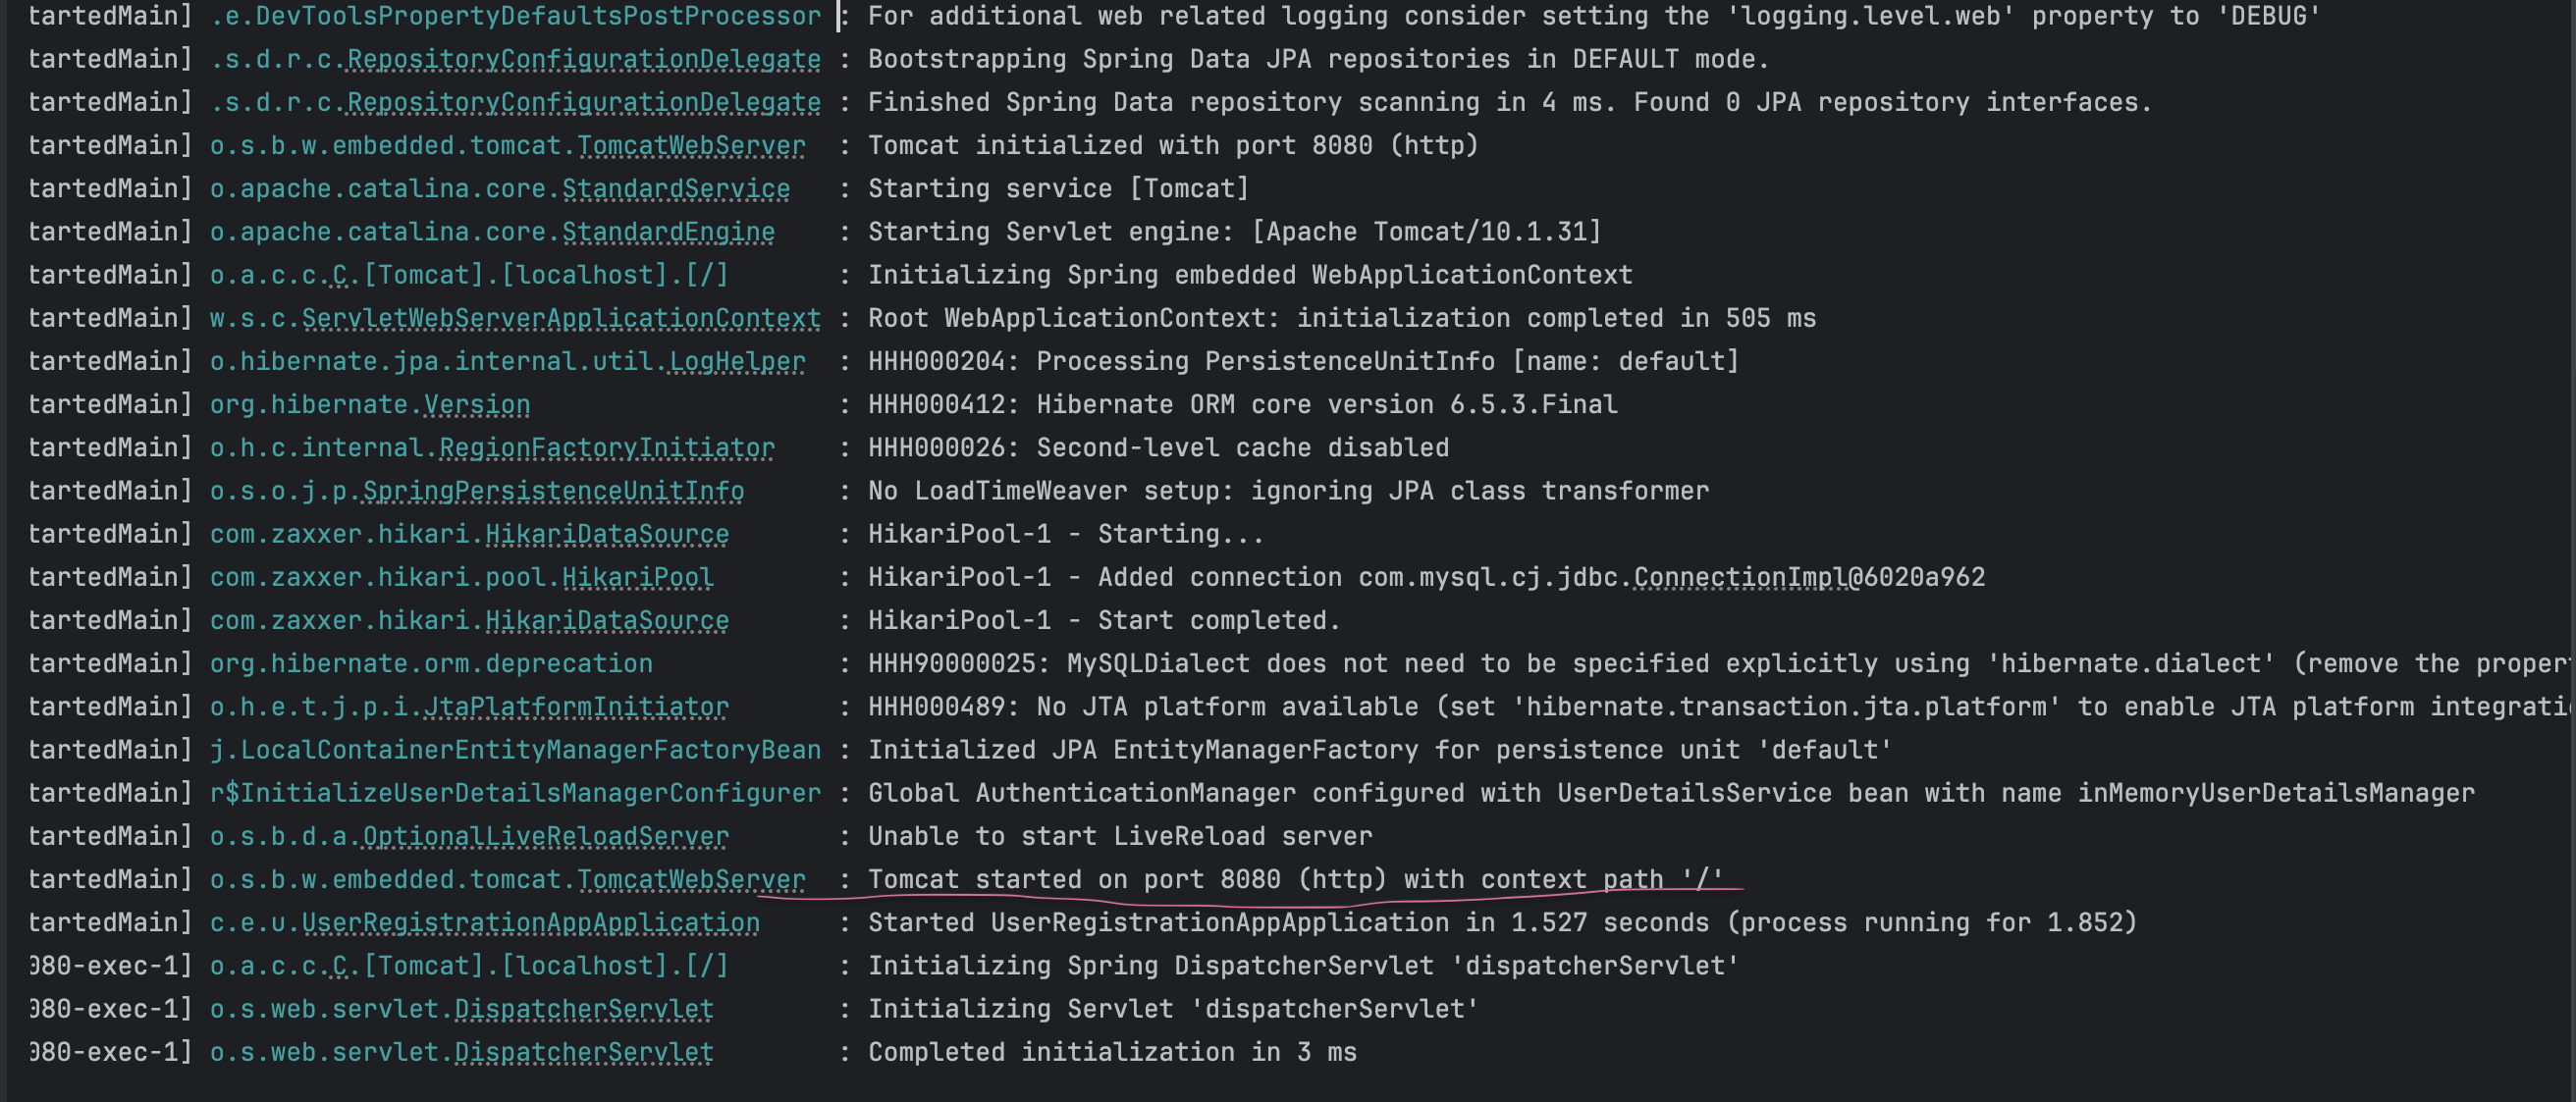 tartedMain] .e.DevToolsPropertyDefaultsPostProcessor : For additional web related logging consider setting the 'logging.level.web' property to 'DEBUG'
tartedMain] .s.d.r.c.RepositoryConfigurationDelegate : Bootstrapping Spring Data JPA repositories in DEFAULT mode.
tartedMain] .s.d.r.c.RepositoryConfigurationDelegate : Finished Spring Data repository scanning in 4 ms. Found 0 JPA repository interfaces.
tartedMain] o.s.b.w.embedded.tomcat.TomcatWebServer : Tomcat initialized with port 8080 (http)
tartedMain] o.apache.catalina.core.StandardService : Starting service [Tomcat]
tartedMain] o.apache.catalina.core.StandardEngine : Starting Servlet engine: [Apache Tomcat/10.1.31]
tartedMain] o.a.c.c.C.[Tomcat].[localhost].[/] : Initializing Spring embedded WebApplicationContext
tartedMain] w.s.c.ServletWebServerApplicationContext : Root WebApplicationContext: initialization completed in 505 ms
tartedMain] o.hibernate.jpa.internal.util.LogHelper : HHH000204: Processing PersistenceUnitInfo [name: default]
tartedMain] org.hibernate.Version : HHH000412: Hibernate ORM core version 6.5.3.Final
tartedMain] o.h.c.internal.RegionFactoryInitiator : HHH000026: Second-level cache disabled
tartedMain] o.s.o.j.p.SpringPersistenceUnitInfo : No LoadTimeWeaver setup: ignoring JPA class transformer
tartedMain] com.zaxxer.hikari.HikariDataSource : HikariPool-1 - Starting...
tartedMain] com.zaxxer.hikari.pool.HikariPool : HikariPool-1 - Added connection com.mysql.cj.jdbc.ConnectionImpl@6020a962
tartedMain] com.zaxxer.hikari.HikariDataSource : HikariPool-1 - Start completed.
tartedMain] org.hibernate.orm.deprecation : HHH90000025: MySQLDialect does not need to be specified explicitly using 'hibernate.dialect' (remove the proper
tartedMain] o.h.e.t.j.p.i.JtaPlatformInitiator : HHH000489: No JTA platform available (set 'hibernate.transaction.jta.platform' to enable JTA platform integrati
tartedMain] j.LocalContainerEntityManagerFactoryBean : Initialized JPA EntityManagerFactory for persistence unit 'default'
tartedMain] r$InitializeUserDetailsManagerConfigurer : Global AuthenticationManager configured with UserDetailsService bean with name inMemoryUserDetailsManager
tartedMain] o.s.b.d.a.OptionalLiveReloadServer : Unable to start LiveReload server
tartedMain] o.s.b.w.embedded.tomcat.TomcatWebServer : Tomcat started on port 8080 (http) with context path '/'
tartedMain] c.e.u.UserRegistrationAppApplication : Started UserRegistrationAppApplication in 1.527 seconds (process running for 1.852)
080-exec-1] o.a.c.c.C.[Tomcat].[localhost].[/] : Initializing Spring DispatcherServlet 'dispatcherServlet'
080-exec-1] o.s.web.servlet.DispatcherServlet : Initializing Servlet 'dispatcherServlet'
080-exec-1] o.s.web.servlet.DispatcherServlet : Completed initialization in 3 ms